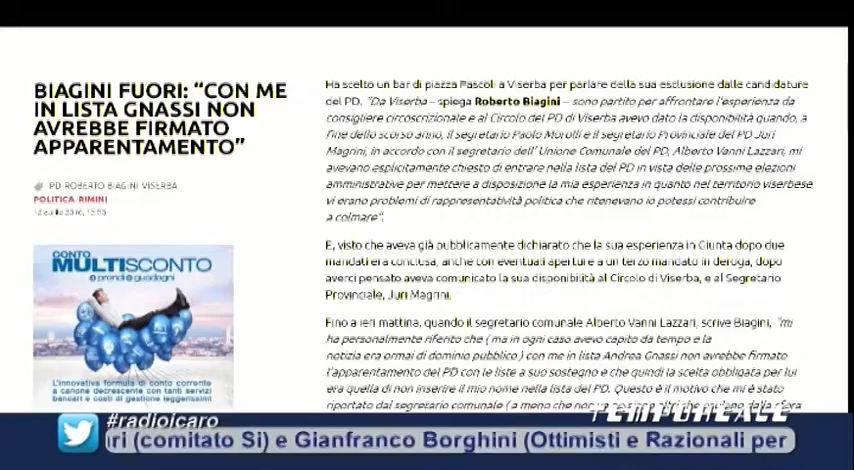 BIAGINI FUORI: “CON ME
IN LISTA GNASSI NON
AVREBBE FIRMATO
APPARENTAMENTO”
PD ROBERTO BIAGINI VISERBA
POLITICA RIMINI
CONTO
MULTISCONTO
prendi e guadagni
L'innovativa formula di conto corrente
a canone decrescente con tanti servizi
bancari e costi di gestione leggerissimi
Ha scelto un bar di piazza Pascoli a Viserba per parlare della sua esclusione dalle candidature
del PD. “Da Viserba – spiega Roberto Biagini – sono partito per affrontare l'esperienza da
consigliere circoscrizionale e al Circolo del PD di Viserba avevo dato la disponibilità quando, a
fine dello scorso anno, il segretario Paolo Morolli e il segretario Provinciale del PD Juri
Magrini, in accordo con il segretario dell' Unione Comunale del PD, Alberto Vanni Lazzari, mi
avevano esplicitamente chiesto di entrare nella lista del PD in vista delle prossime elezioni
amministrative per mettere a disposizione la mia esperienza in quanto nel territorio viserbese
vi erano problemi di rappresentatività politica che ritenevano io potessi contribuire
a colmare”.
E, visto che aveva già pubblicamente dichiarato che la sua esperienza in Giunta dopo due
mandati era conclusa, anche con eventuali aperture a un terzo mandato in deroga, dopo
averci pensato aveva comunicato la sua disponibilità al Circolo di Viserba, e al Segretario
Provinciale, Juri Magrini.
Fino a ieri mattina, quando il segretario comunale Alberto Vanni Lazzari, scrive Biagini, “mi
ha personalmente riferito che ( ma in ogni caso avevo capito da tempo e la
notizia era ormai di dominio pubblico ) con me in lista Andrea Gnassi non avrebbe firmato
l'apparentamento del PD con le liste a suo sostegno e che quindi la scelta obbligata per lui
era quella di non inserire il mio nome nella lista del PD. Questo è il motivo che mi è stato
riportato dal segretario comunale ( a meno che non
TEMPOREALE
#radioicaro
uri (comitato Si) e Gianfranco Borghini (Ottimisti e Razionali per